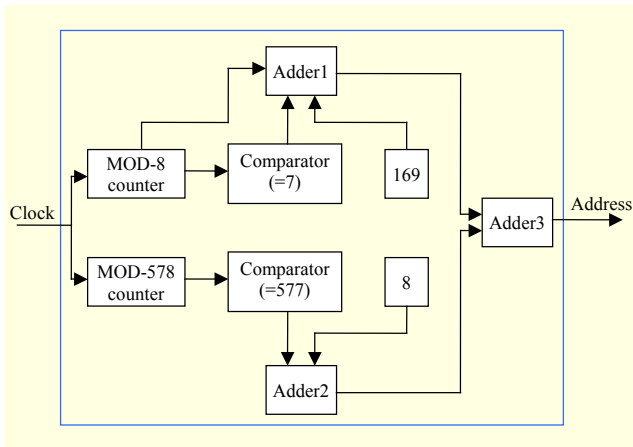 Adder1
MOD-8
counter
Comparator
(=7)
169
Clock
Adder3
Address
MOD-578
counter
Comparator
(=577)
8
Adder2